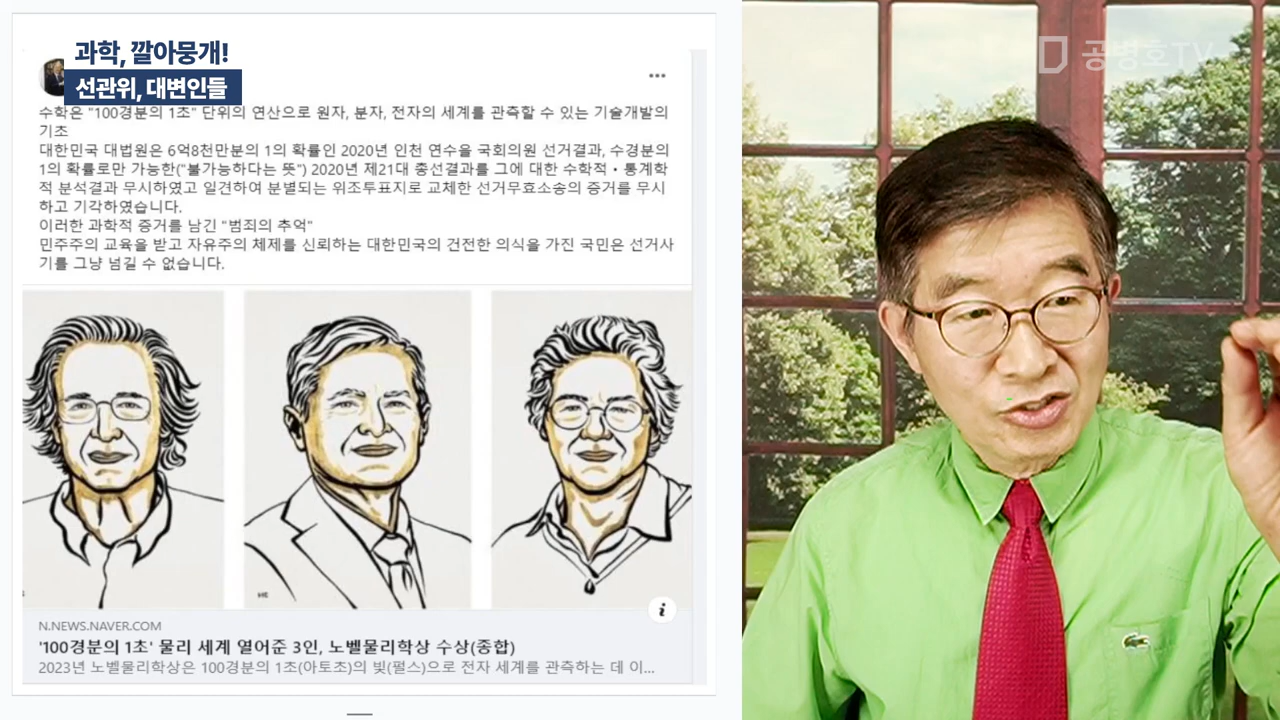 과학, 깔아뭉개!
선관위, 대변인들
수학은 "100경분의 1초" 단위의 연산으로 원자, 분자, 전자의 세계를 관측할 수 있는 기술개발의
기초
대한민국 대법원은 6억8천만분의 1의 확률인 2020년 인천 연수을 국회의원 선거결과, 수경분의
1의 확률로만 가능한("불가능하다는 뜻") 2020년 제21대 총선결과를 그에 대한 수학적·통계학
적 분석결과 무시하였고 일견하여 분별되는 위조투표지로 교체한 선거무효소송의 증거를 무시
하고 기각하였습니다.
이러한 과학적 증거를 남긴 "범죄의 추억"
민주주의 교육을 받고 자유주의 체제를 신뢰하는 대한민국의 건전한 의식을 가진 국민은 선거사
기를 그냥 넘길 수 없습니다.
N.NEWS.NAVER.COM
'100경분의 1초' 물리 세계 열어준 3인, 노벨물리학상 수상(종합)
2023년 노벨물리학상은 100경분의 1초(아토초)의 빛(펄스)으로 전자 세계를 관측하는 데 이...
공병호TV